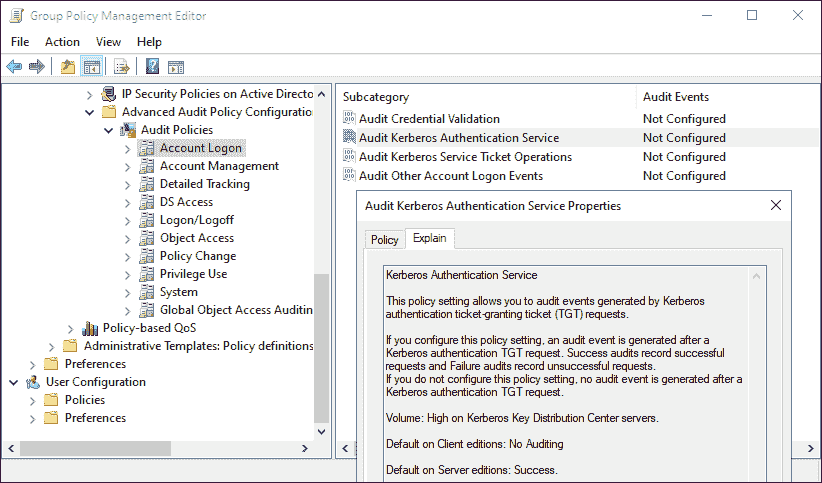 Group Policy Management Editor
File Action View Help
IP Security Policies on Active Directo
Advanced Audit Policy Configuration
Audit Policies
Account Logon
Account Management
Detailed Tracking
DS Access
Logon/Logoff
Object Access
Policy Change
Privilege Use
System
Global Object Access Auditin
Policy-based QoS
Administrative Templates: Policy definitions
Preferences
User Configuration
Policies
Preferences
Subcategory Audit Events
Audit Credential Validation Not Configured
Audit Kerberos Authentication Service Not Configured
Audit Kerberos Service Ticket Operations Not Configured
Audit Other Account Logon Events Not Configured
Audit Kerberos Authentication Service Properties
Policy Explain
Kerberos Authentication Service
This policy setting allows you to audit events generated by Kerberos
authentication ticket-granting ticket (TGT) requests.
If you configure this policy setting, an audit event is generated after a
Kerberos authentication TGT request. Success audits record successful
requests and Failure audits record unsuccessful requests.
If you do not configure this policy setting, no audit event is generated after a
Kerberos authentication TGT request.
Volume: High on Kerberos Key Distribution Center servers.
Default on Client editions: No Auditing
Default on Server editions: Success.